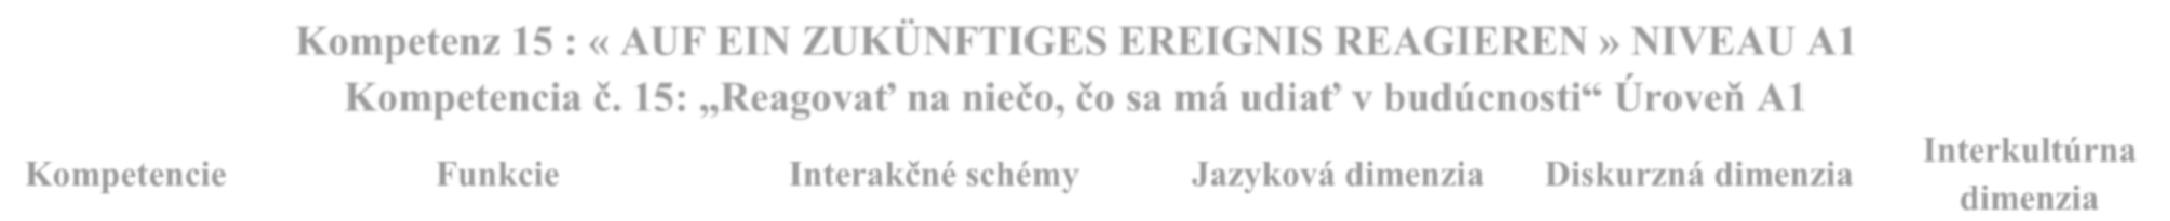 Kompetenz 15 : « AUF EIN ZUKÜNFTIGES EREIGNIS REAGIEREN » NIVEAU A1
Kompetencia č. 15: „Reagovať na niečo, čo sa má udiať v budúcnosti“ Úroveň A1
Kompetencie Funkcie Interakčné schémy Jazyková dimenzia Diskurzná dimenzia Interkultúrna dimenzia